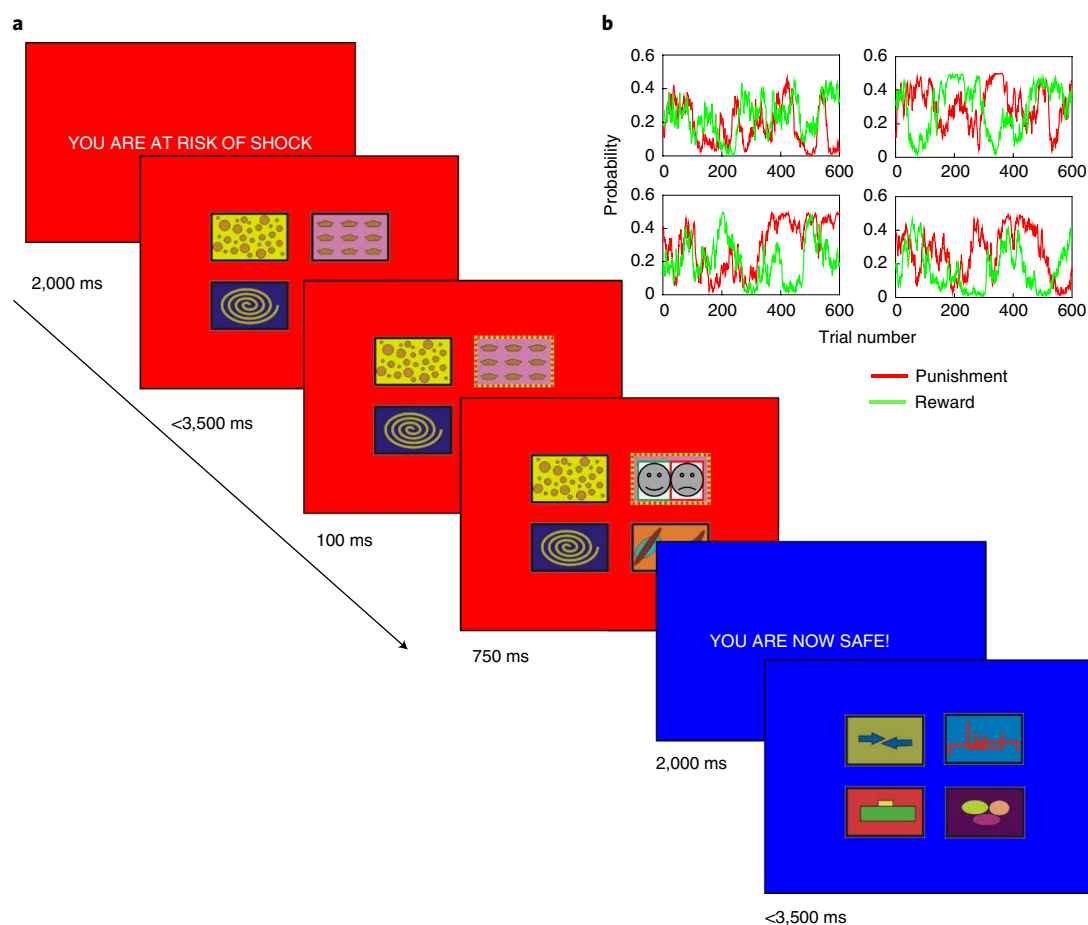 a
YOU ARE AT RISK OF SHOCK
2,000 ms
<3,500 ms
100 ms
750 ms
YOU ARE NOW SAFE!
2,000 ms
<3,500 ms
b
Probability
0.6
0.4
0.2
0
0 200 400 600
0.6
0.4
0.2
0
0 200 400 600
0.6
0.4
0.2
0
0 200 400 600
0.6
0.4
0.2
0
0 200 400 600
Trial number
Punishment
Reward